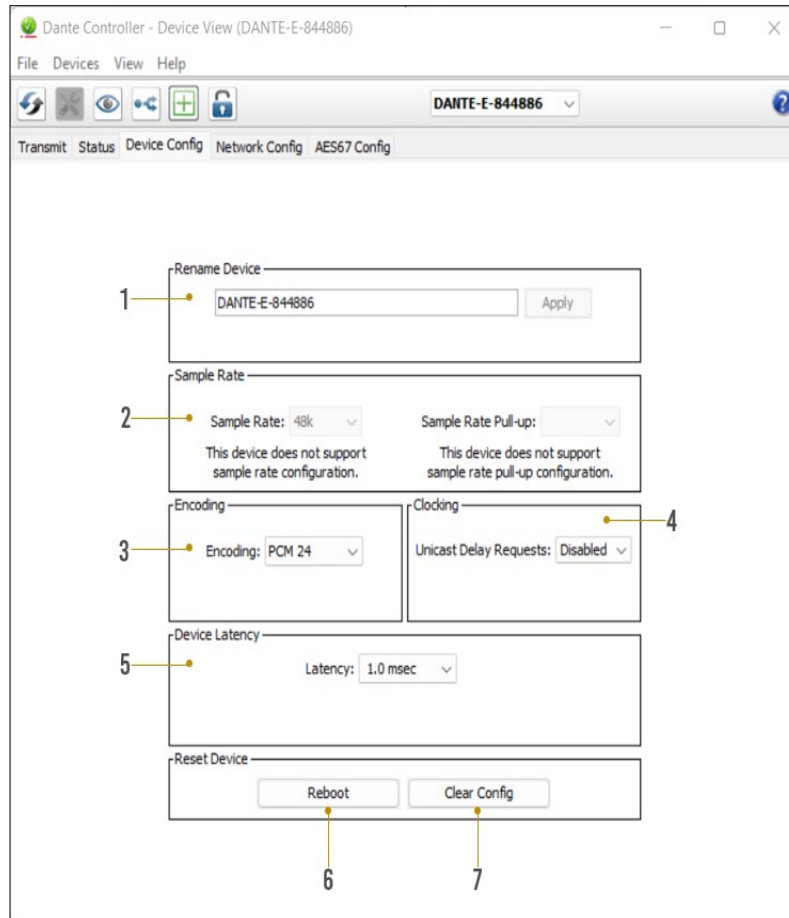 Dante Controller - Device View (DANTE-E-844886)
File Devices View Help
DANTE-E-844886
?
Transmit Status Device Config Network Config AES67 Config
Rename Device
1
DANTE-E-844886 Apply
Sample Rate
2
Sample Rate: 48k Sample Rate Pull-up:
This device does not support This device does not support
sample rate configuration. sample rate pull-up configuration.
Encoding Clocking
4
3 Encoding: PCM 24 Unicast Delay Requests: Disabled
Device Latency
5 Latency: 1.0 msec
Reset Device
Reboot Clear Config
6 7